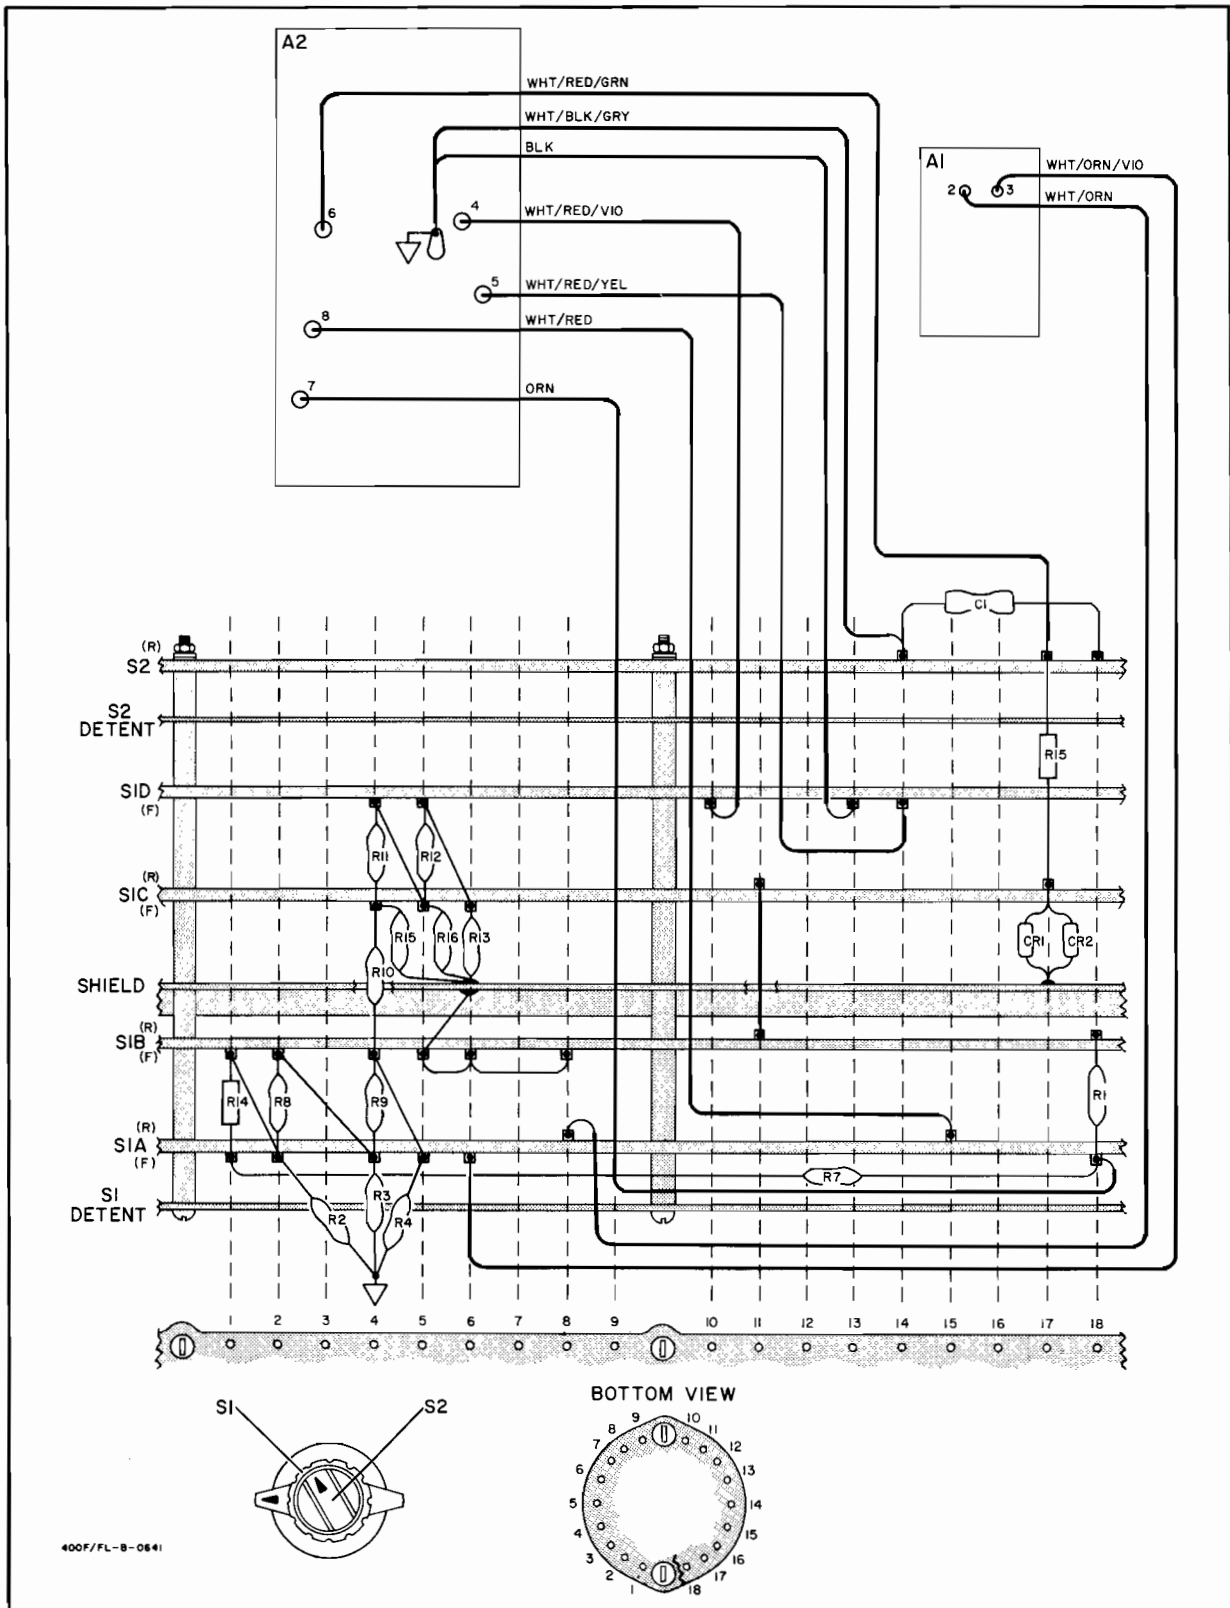 A2
WHT/RED/GRN
WHT/BLK/GRY
BLK
A1
WHT/ORN/VIO
2 3
WHT/ORN
6
4
WHT/RED/VIO
5
WHT/RED/YEL
8
WHT/RED
7
ORN
C1
(R)
S2
S2
DETENT
R15
S1D
(F)
R11 R12
(R)
S1C
(F)
R15 R16 R13
CR1 CR2
R10
SHIELD
(R)
S1B
(F)
R14 R8 R9 R1
(R)
S1A
(F)
R7
S1
DETENT
R2 R3 R4
1 2 3 4 5 6 7 8 9 10 11 12 13 14 15 16 17 18
S1 S2
BOTTOM VIEW
9 10
8 11
7 12
6 13
5 14
4 15
3 16
2 17
1 18
400F/FL-B-0641